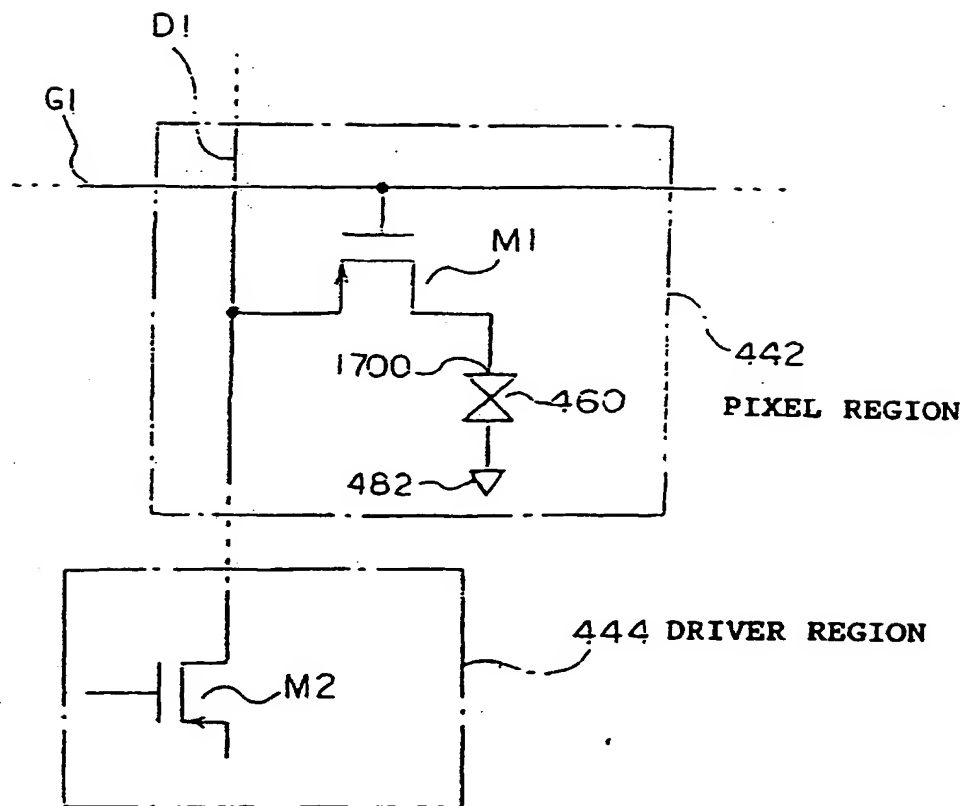 D1
G1
M1
442
PIXEL REGION
1700
460
482
444 DRIVER REGION
M2